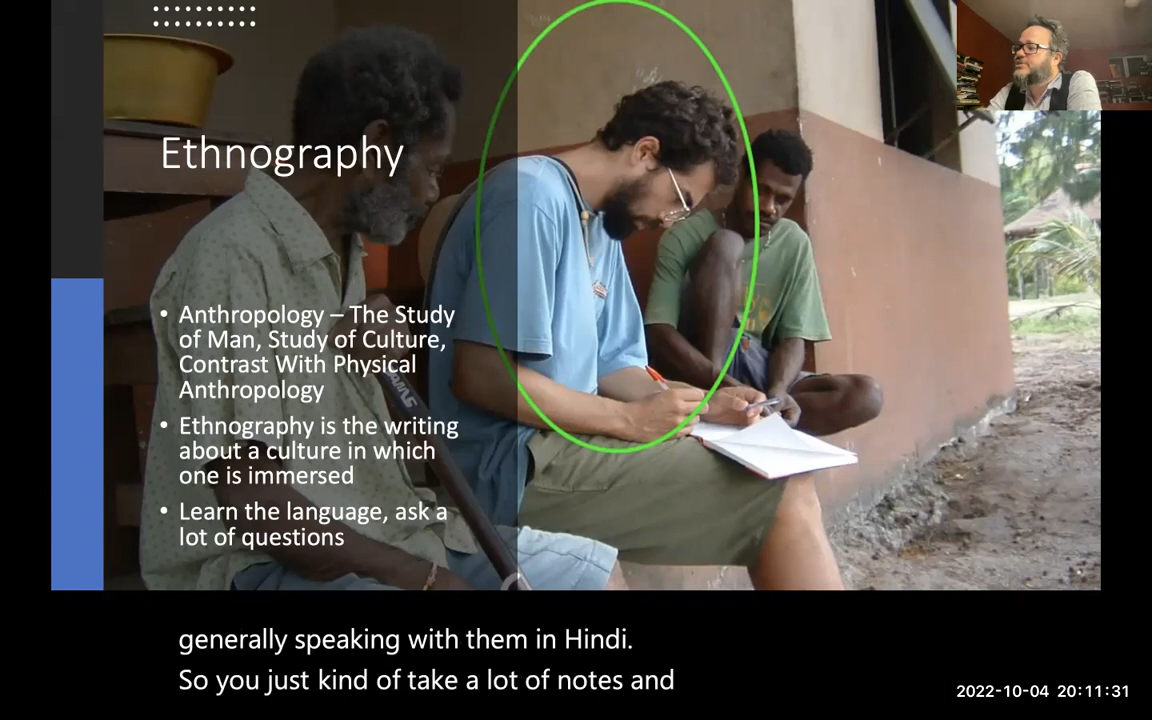 Ethnography
• Anthropology – The Study
of Man, Study of Culture,
Contrast With Physical
Anthropology
• Ethnography is the writing
about a culture in which
one is immersed
• Learn the language, ask a
lot of questions
generally speaking with them in Hindi.
So you just kind of take a lot of notes and
2022-10-04 20:11:31